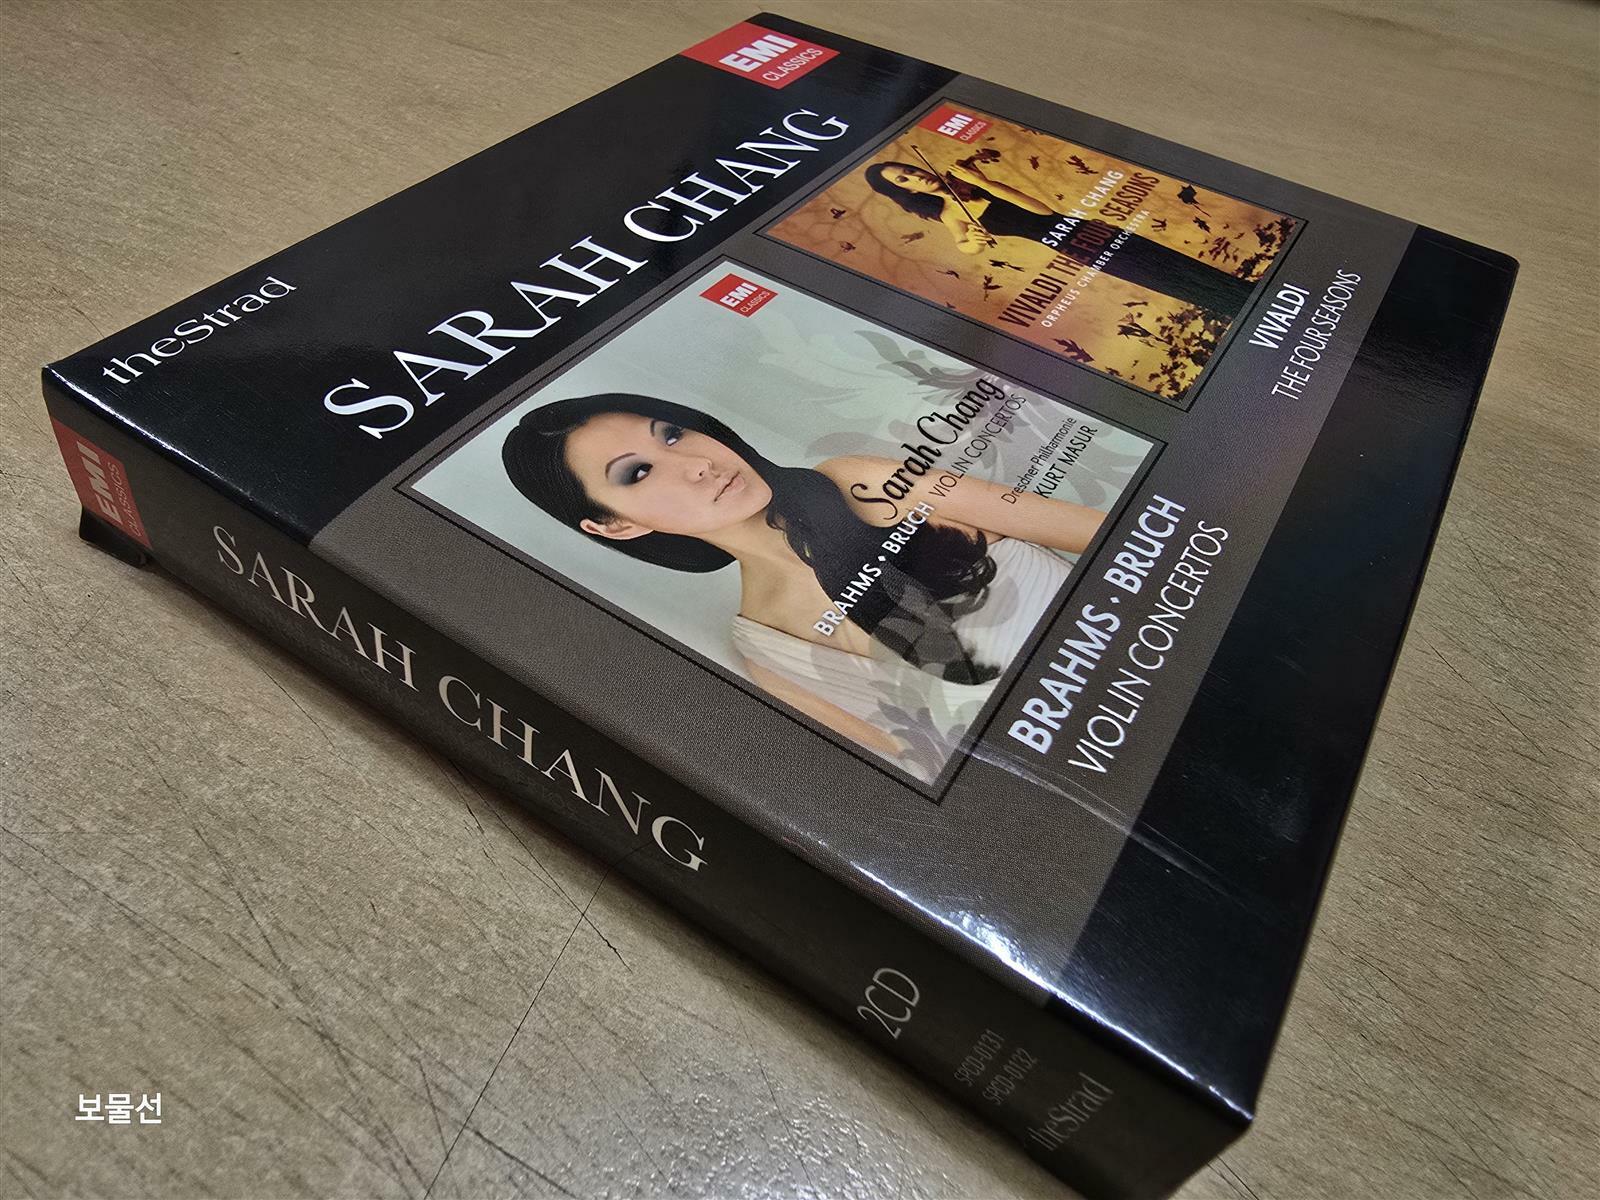 EMI
CLASSICS
theStrad
SARAH CHANG
EMI
CLASSICS
SARAH CHANG
VIVALDI THE FOUR SEASONS
ORPHEUS CHAMBER ORCHESTRA
VIVALDI
THE FOUR SEASONS
EMI
CLASSICS
Sarah Chang
BRAHMS • BRUCH VIOLIN CONCERTOS
Dresdner Philharmonie
KURT MASUR
BRAHMS • BRUCH
VIOLIN CONCERTOS
EMI
CLASSICS
SARAH CHANG
2CD
SPCD-0131
SPCD-0132
theStrad
보물선